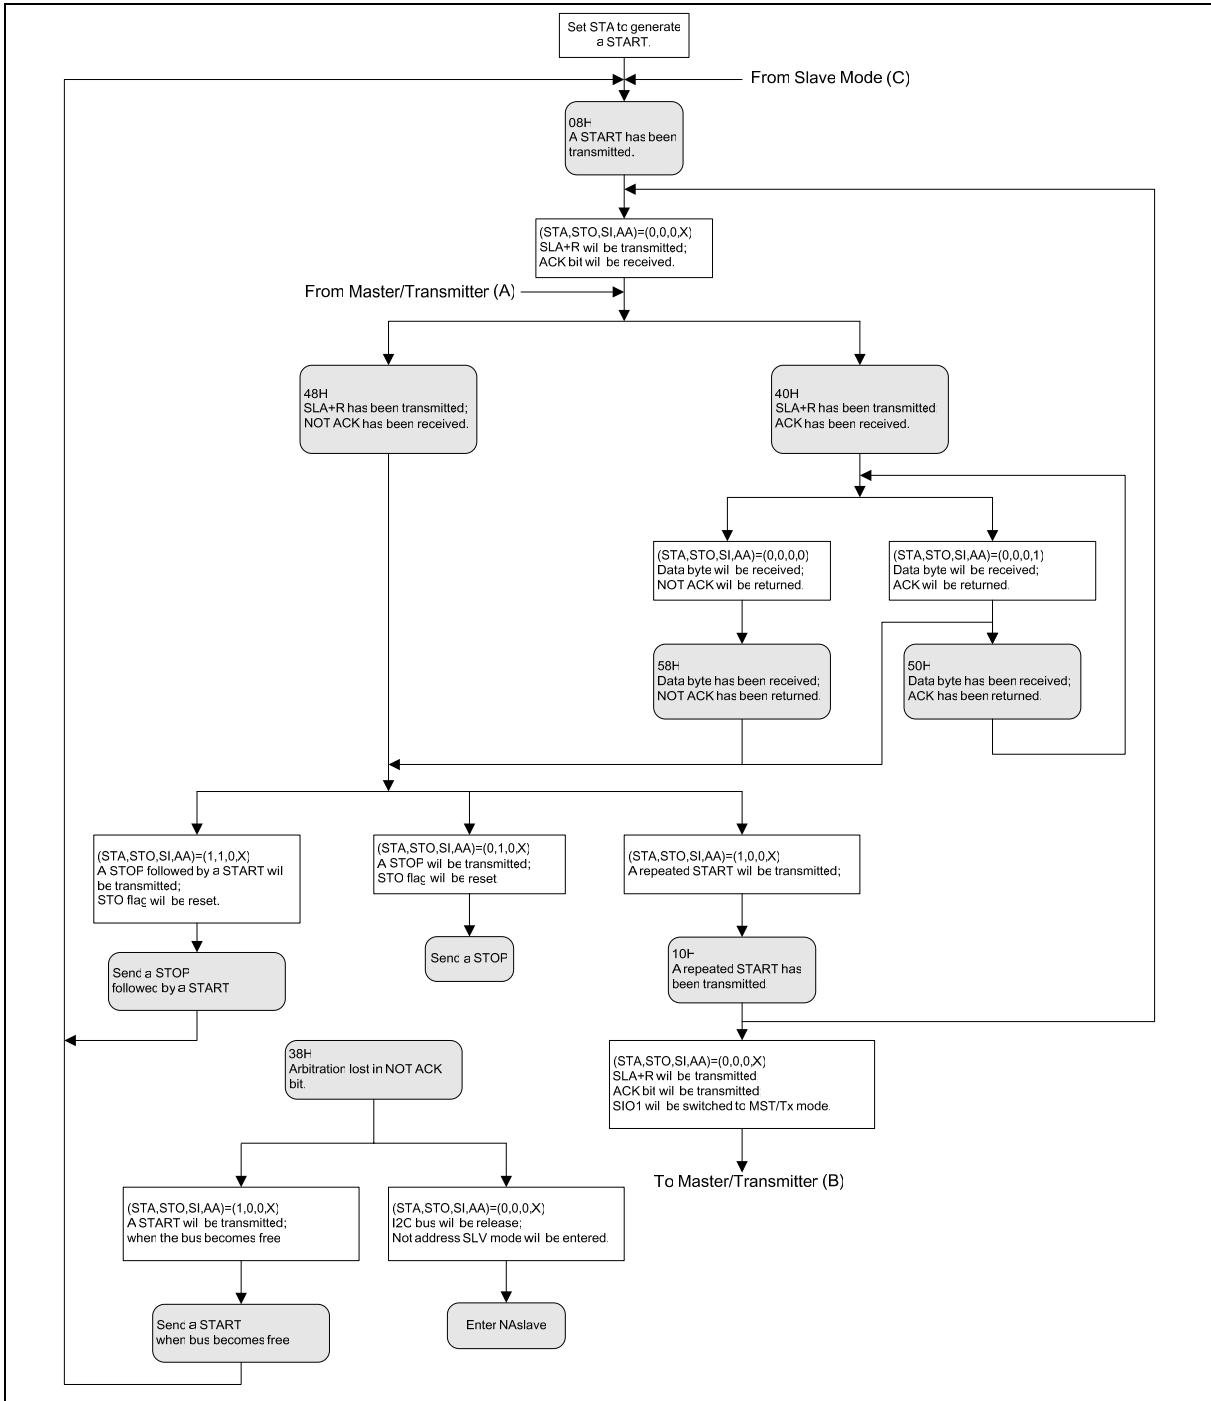 Set STA to generate
a START.
From Slave Mode (C)
08H
A START has been
transmitted.
(STA,STO,SI,AA)=(0,0,0,X)
SLA+R will be transmitted;
ACK bit will be received.
From Master/Transmitter (A)
48H
SLA+R has been transmitted;
NOT ACK has been received.
40H
SLA+R has been transmitted
ACK has been received.
(STA,STO,SI,AA)=(0,0,0,0)
Data byte will be received;
NOT ACK will be returned.
(STA,STO,SI,AA)=(0,0,0,1)
Data byte will be received;
ACK will be returned.
58H
Data byte has been received;
NOT ACK has been returned.
50H
Data byte has been received;
ACK has been returned.
(STA,STO,SI,AA)=(1,1,0,X)
A STOP followed by a START will
be transmitted;
STO flag will be reset.
(STA,STO,SI,AA)=(0,1,0,X)
A STOP will be transmitted;
STO flag will be reset
(STA,STO,SI,AA)=(1,0,0,X)
A repeated START will be transmitted;
Send a STOP
followed by a START
Send a STOP
10H
A repeated START has
been transmitted.
38H
Arbitration lost in NOT ACK
bit.
(STA,STO,SI,AA)=(0,0,0,X)
SLA+R will be transmitted
ACK bit will be transmitted
SIO1 will be switched to MST/Tx mode.
To Master/Transmitter (B)
(STA,STO,SI,AA)=(1,0,0,X)
A START will be transmitted;
when the bus becomes free
(STA,STO,SI,AA)=(0,0,0,X)
I2C bus will be release;
Not address SLV mode will be entered.
Send a START
when bus becomes free
Enter NAslave